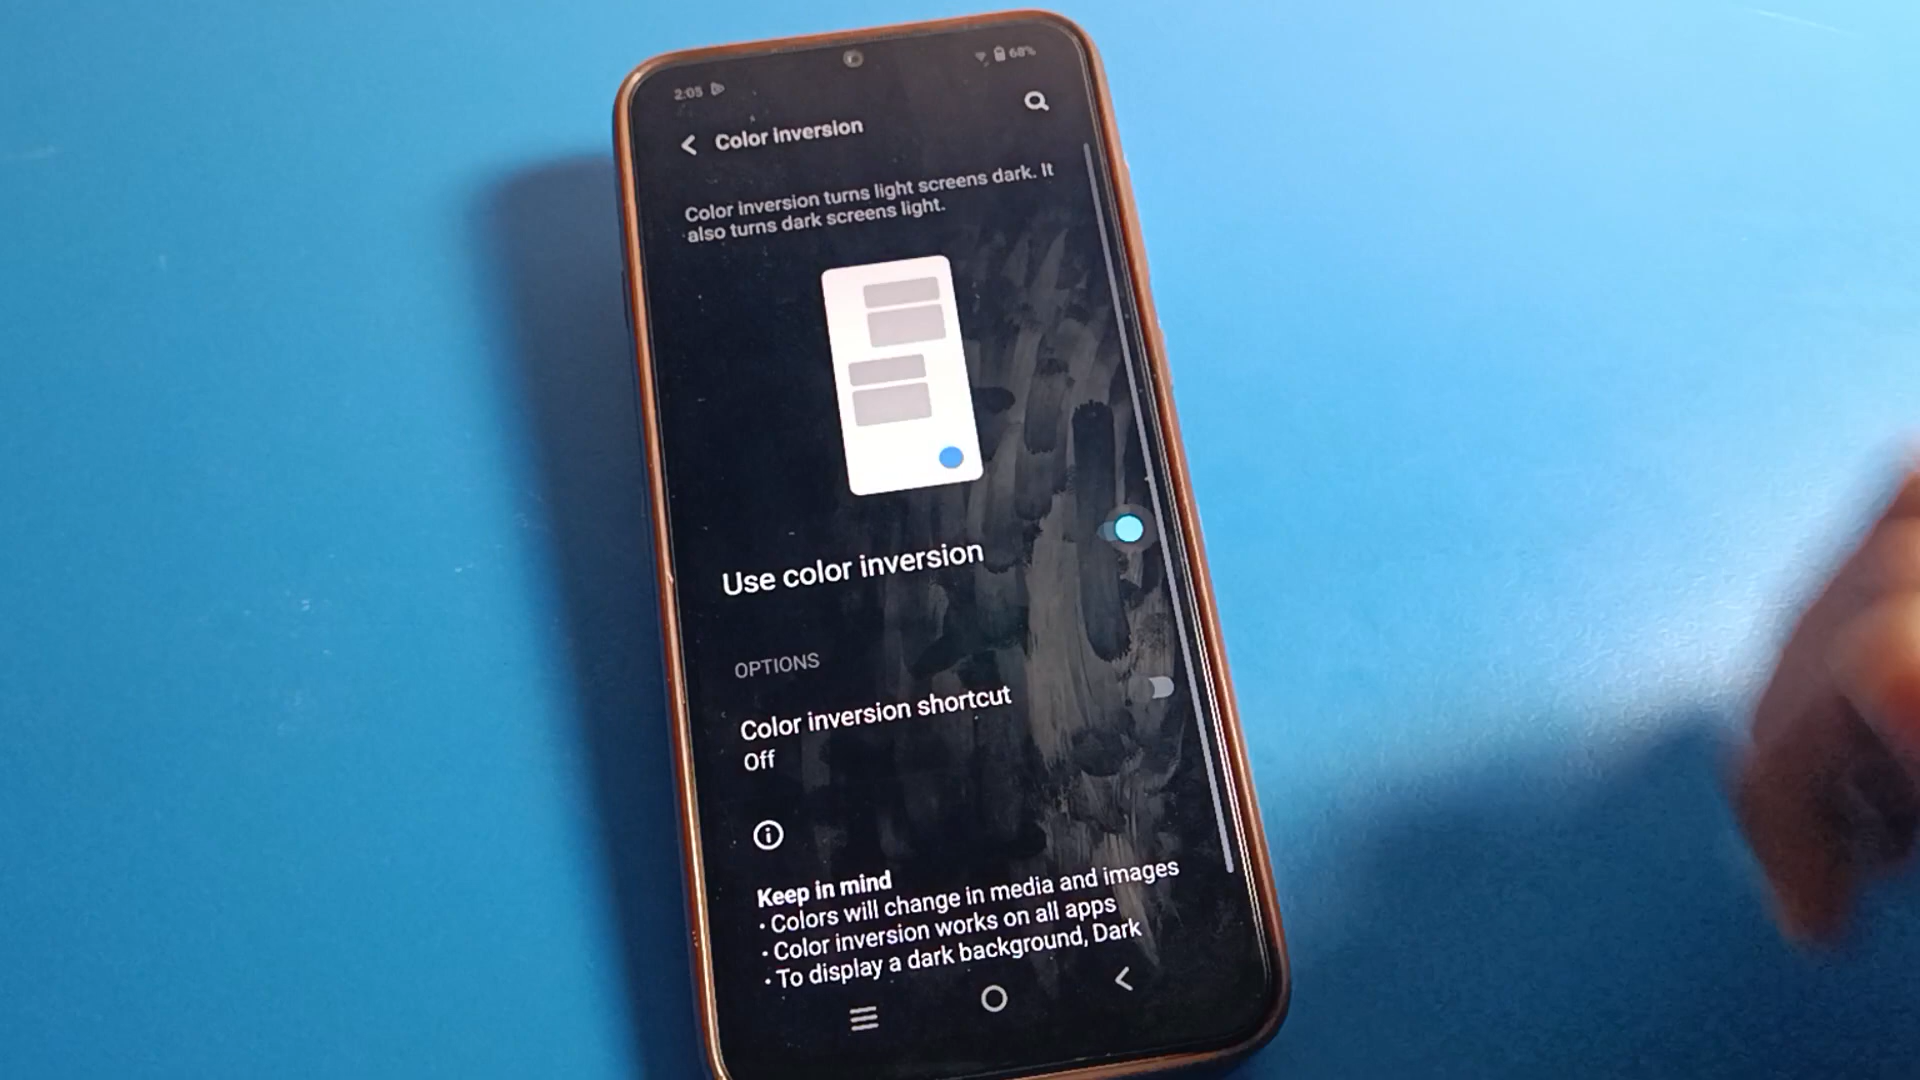 2:05
68%
Color inversion
Color inversion turns light screens dark. It
also turns dark screens light.
Use color inversion
OPTIONS
Color inversion shortcut
Off
Keep in mind
• Colors will change in media and images
• Color inversion works on all apps
• To display a dark background, Dark